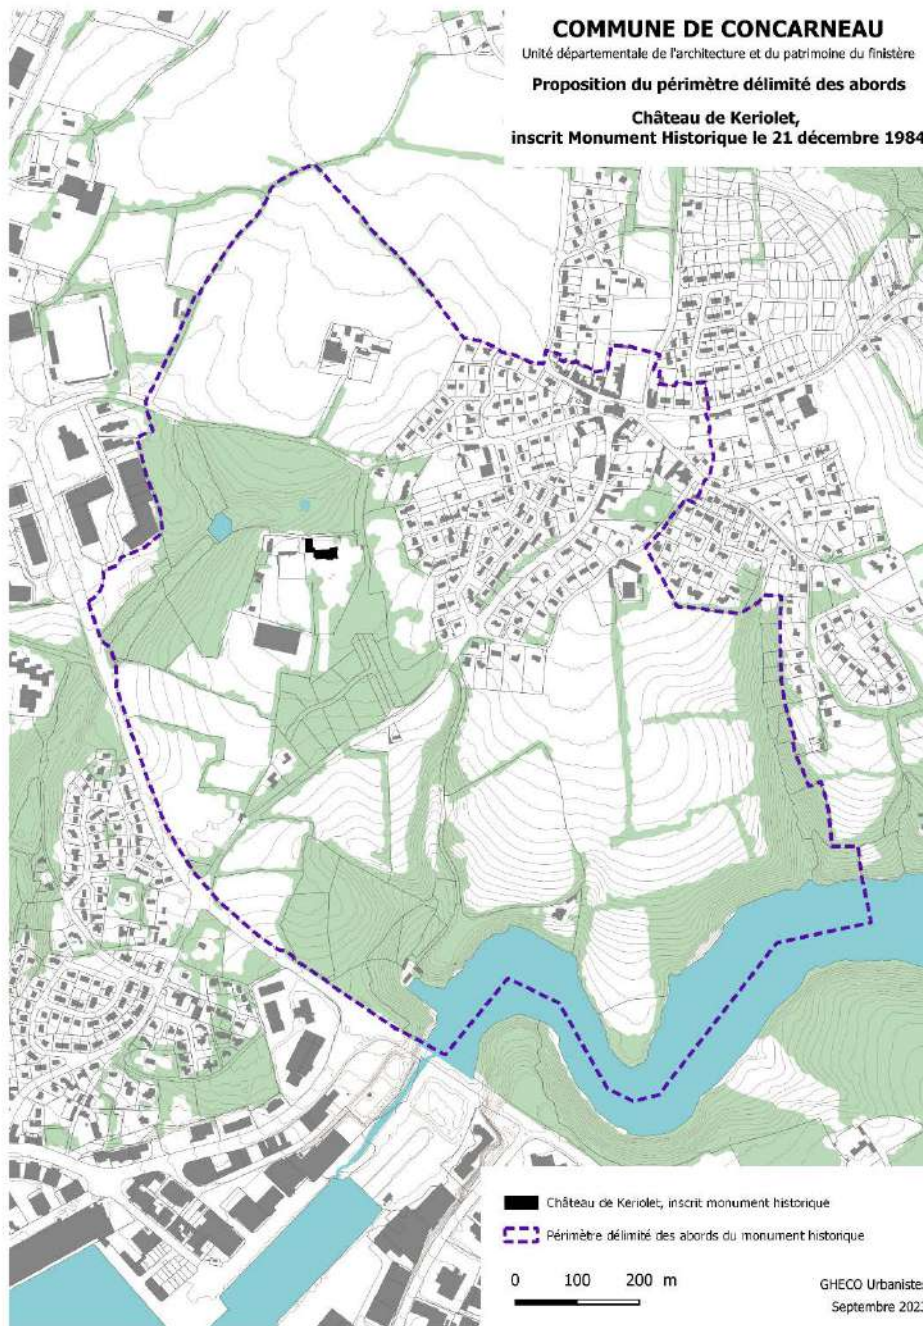 COMMUNE DE CONCARNEAU
Unité départementale de l'architecture et du patrimoine du finistère
Proposition du périmètre délimité des abords
Château de Keriolet,
inscrit Monument Historique le 21 décembre 1984
Château de Keriolet, inscrit monument historique
Périmètre délimité des abords du monument historique
0 100 200 m
GHECO Urbanistes
Septembre